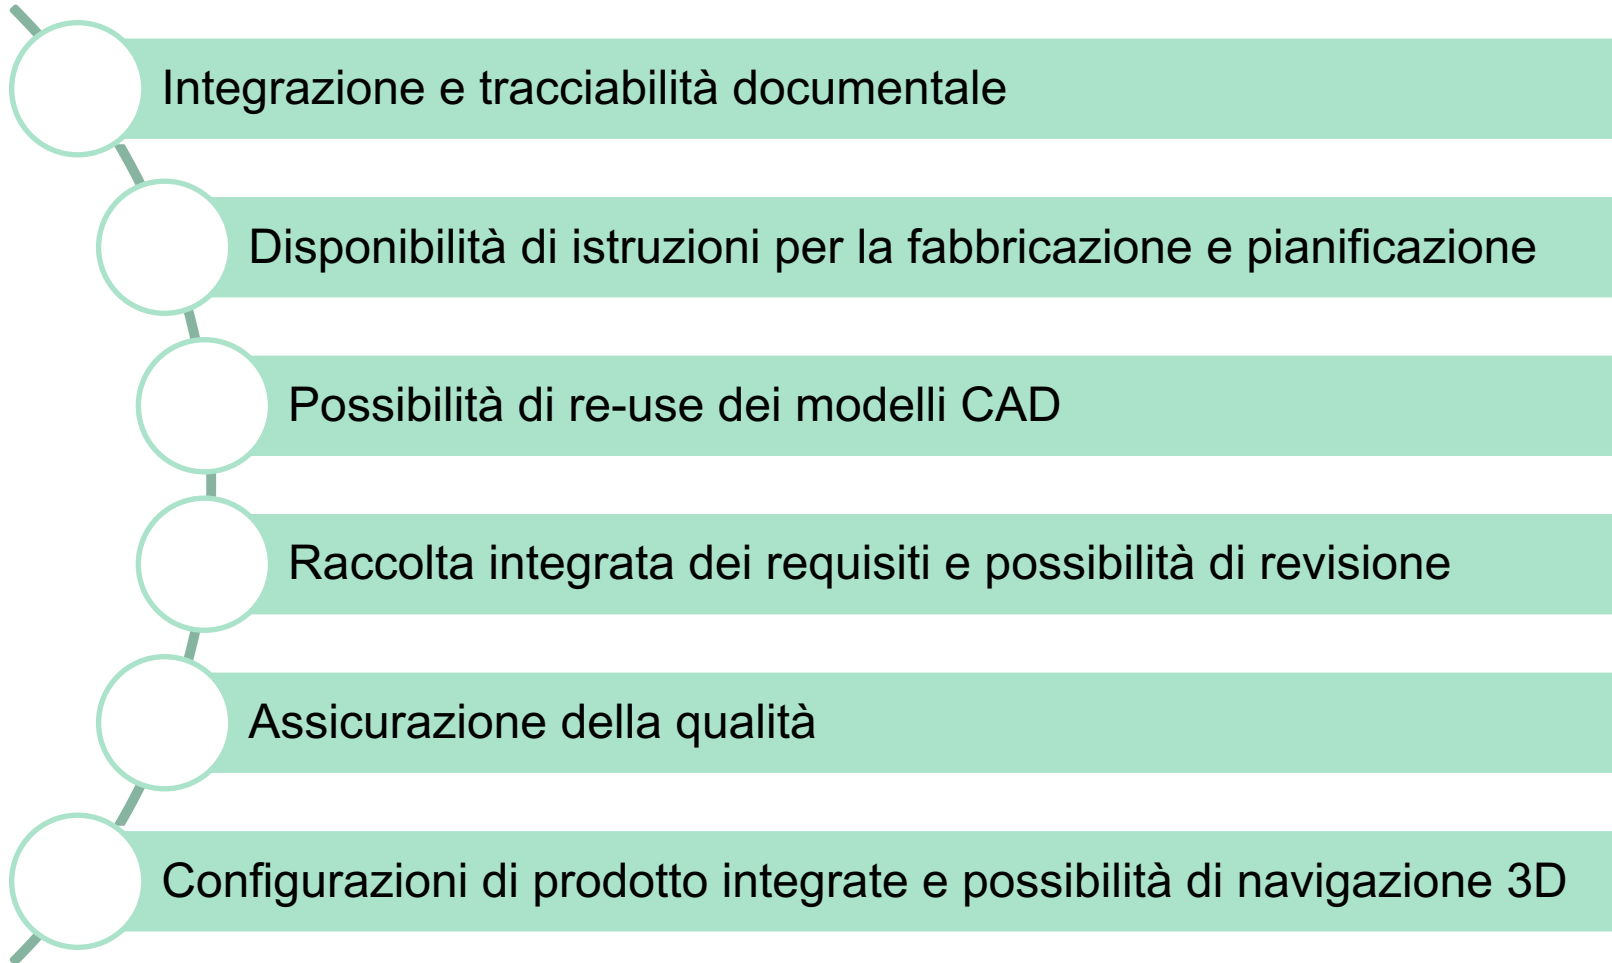 Integrazione e tracciabilità documentale
Disponibilità di istruzioni per la fabbricazione e pianificazione
Possibilità di re-use dei modelli CAD
Raccolta integrata dei requisiti e possibilità di revisione
Assicurazione della qualità
Configurazioni di prodotto integrate e possibilità di navigazione 3D